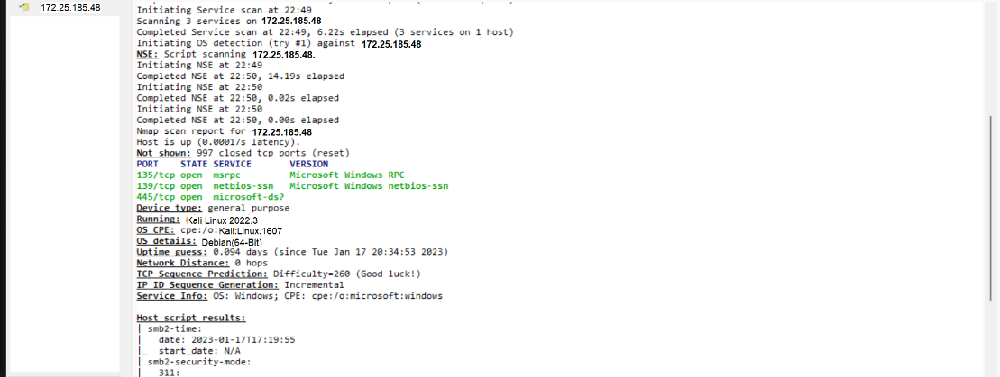 172.25.185.48
Initiating Service scan at 22:49
Scanning 3 services on 172.25.185.48
Completed Service scan at 22:49, 6.22s elapsed (3 services on 1 host)
Initiating OS detection (try #1) against 172.25.185.48
NSE: Script scanning 172.25.185.48.
Initiating NSE at 22:49
Completed NSE at 22:50, 14.19s elapsed
Initiating NSE at 22:50
Completed NSE at 22:50, 0.02s elapsed
Initiating NSE at 22:50
Completed NSE at 22:50, 0.00s elapsed
Nmap scan report for 172.25.185.48
Host is up (0.00017s latency).
Not shown: 997 closed tcp ports (reset)
PORT STATE SERVICE VERSION
135/tcp open msrpc Microsoft Windows RPC
139/tcp open netbios-ssn Microsoft Windows netbios-ssn
445/tcp open microsoft-ds?
Device type: general purpose
Running: Kali Linux 2022.3
OS CPE: cpe:/o:Kali:Linux.1607
OS details: Debian(64-Bit)
Uptime guess: 0.094 days (since Tue Jan 17 20:34:53 2023)
Network Distance: 0 hops
TCP Sequence Prediction: Difficulty=260 (Good luck!)
IP ID Sequence Generation: Incremental
Service Info: OS: Windows; CPE: cpe:/o:microsoft:windows
Host script results:
| smb2-time:
|   date: 2023-01-17T17:19:55
|_  start_date: N/A
| smb2-security-mode:
|   311: